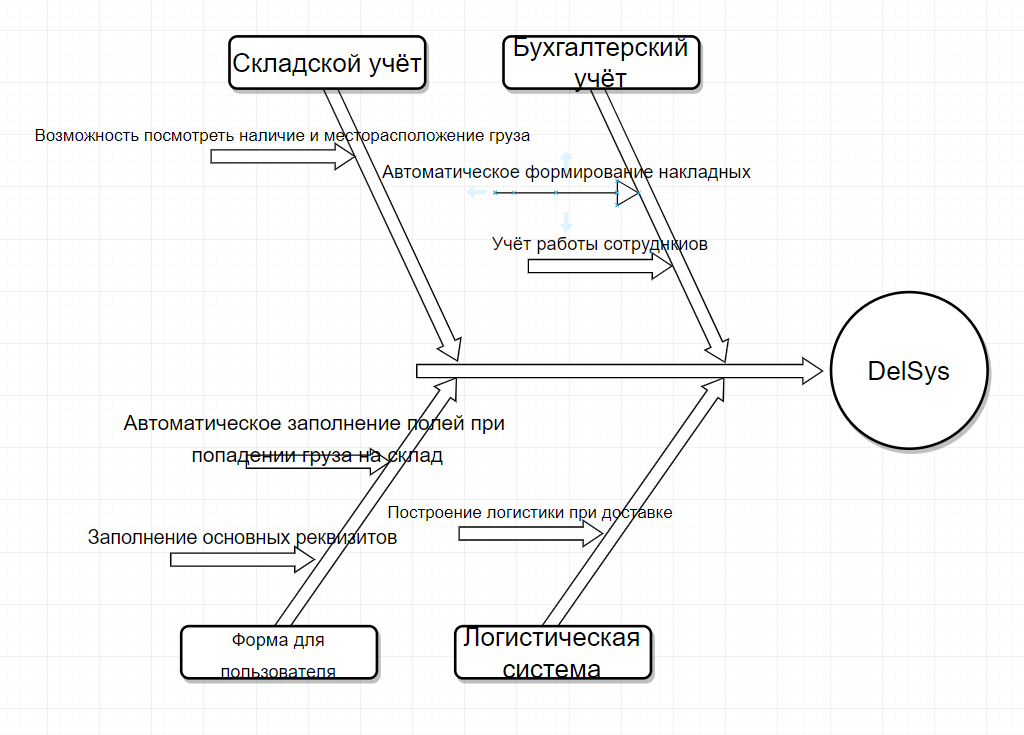 Складской учёт
Бухгалтерский
учёт
Возможность посмотреть наличие и месторасположение груза
Автоматическое формирование накладных
Учёт работы сотруднкиов
DelSys
Автоматическое заполнение полей при
попадении груза на склад
Построение логистики при доставке
Заполнение основных реквизитов
Форма для
пользователя
Логистическая
система